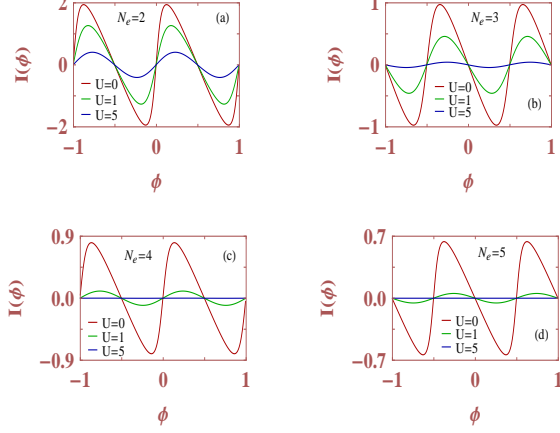 2 N_e=2 (a)
I(ϕ) 0
U=0
U=1
U=5
−2
−1 0 1
ϕ
1 N_e=3
I(ϕ) 0
U=0
U=1
U=5 (b)
−1
−1 0 1
ϕ
0.9 N_e=4 (c)
I(ϕ) 0.0
U=0
U=1
U=5
−0.9
−1 0 1
ϕ
0.7 N_e=5
I(ϕ) 0.0
U=0
U=1
U=5 (d)
−0.7
−1 0 1
ϕ